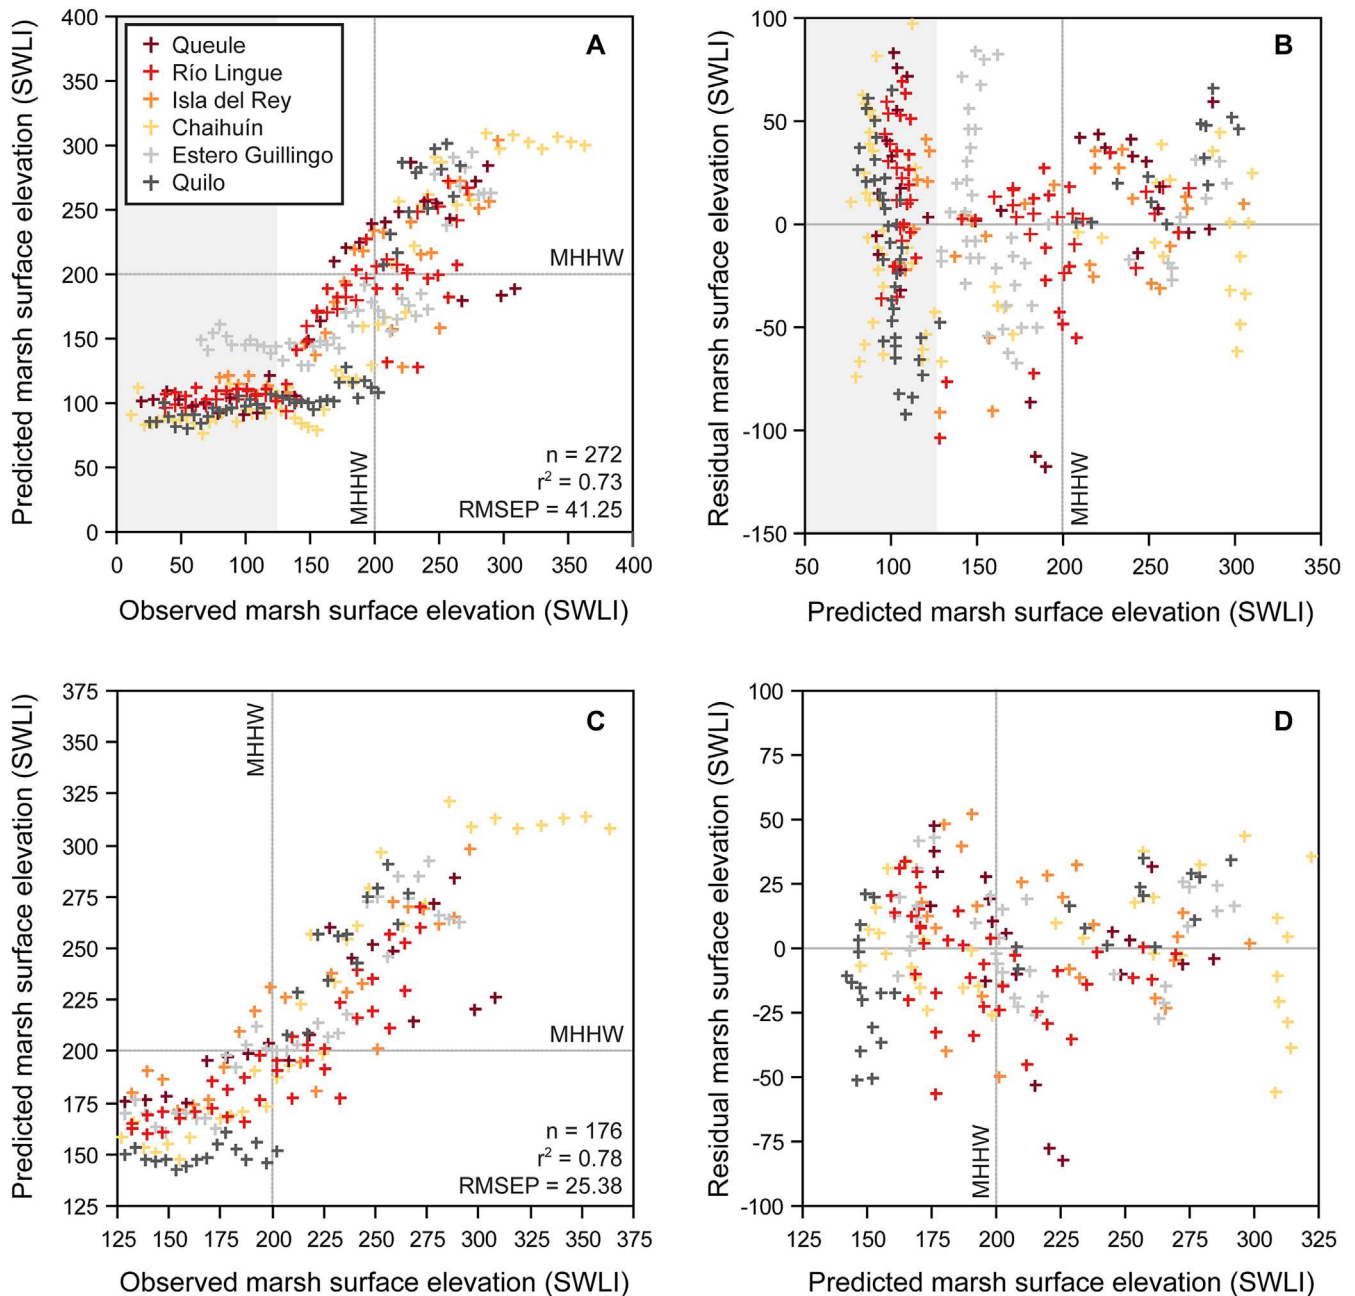 A
Queule
Río Lingue
Isla del Rey
Chaihuín
Estero Guillingo
Quilo
400
350
300
250
200
150
100
50
0
Predicted marsh surface elevation (SWLI)
MHHW
MHHW
n = 272
r² = 0.73
RMSEP = 41.25
0 50 100 150 200 250 300 350 400
Observed marsh surface elevation (SWLI)
B
100
50
0
-50
-100
-150
Residual marsh surface elevation (SWLI)
MHHW
50 100 150 200 250 300 350
Predicted marsh surface elevation (SWLI)
C
375
350
325
300
275
250
225
200
175
150
125
Predicted marsh surface elevation (SWLI)
MHHW
MHHW
n = 176
r² = 0.78
RMSEP = 25.38
125 150 175 200 225 250 275 300 325 350 375
Observed marsh surface elevation (SWLI)
D
100
75
50
25
0
-25
-50
-75
-100
Residual marsh surface elevation (SWLI)
MHHW
125 150 175 200 225 250 275 300 325
Predicted marsh surface elevation (SWLI)